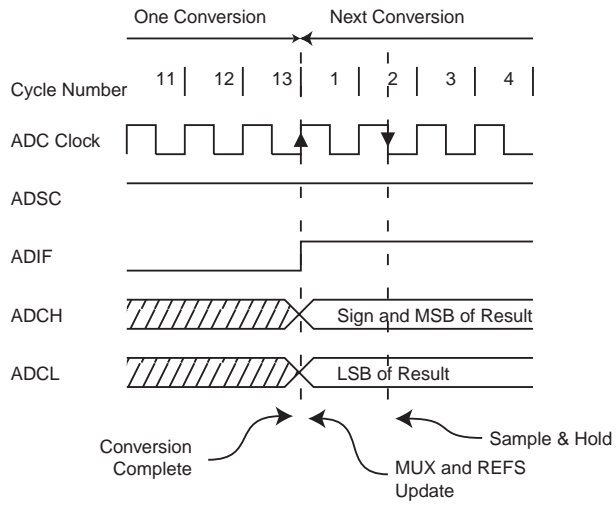 One Conversion
Next Conversion
Cycle Number
11
12
13
1
2
3
4
ADC Clock
ADSC
ADIF
ADCH
Sign and MSB of Result
ADCL
LSB of Result
Conversion
Complete
MUX and REFS
Update
Sample & Hold